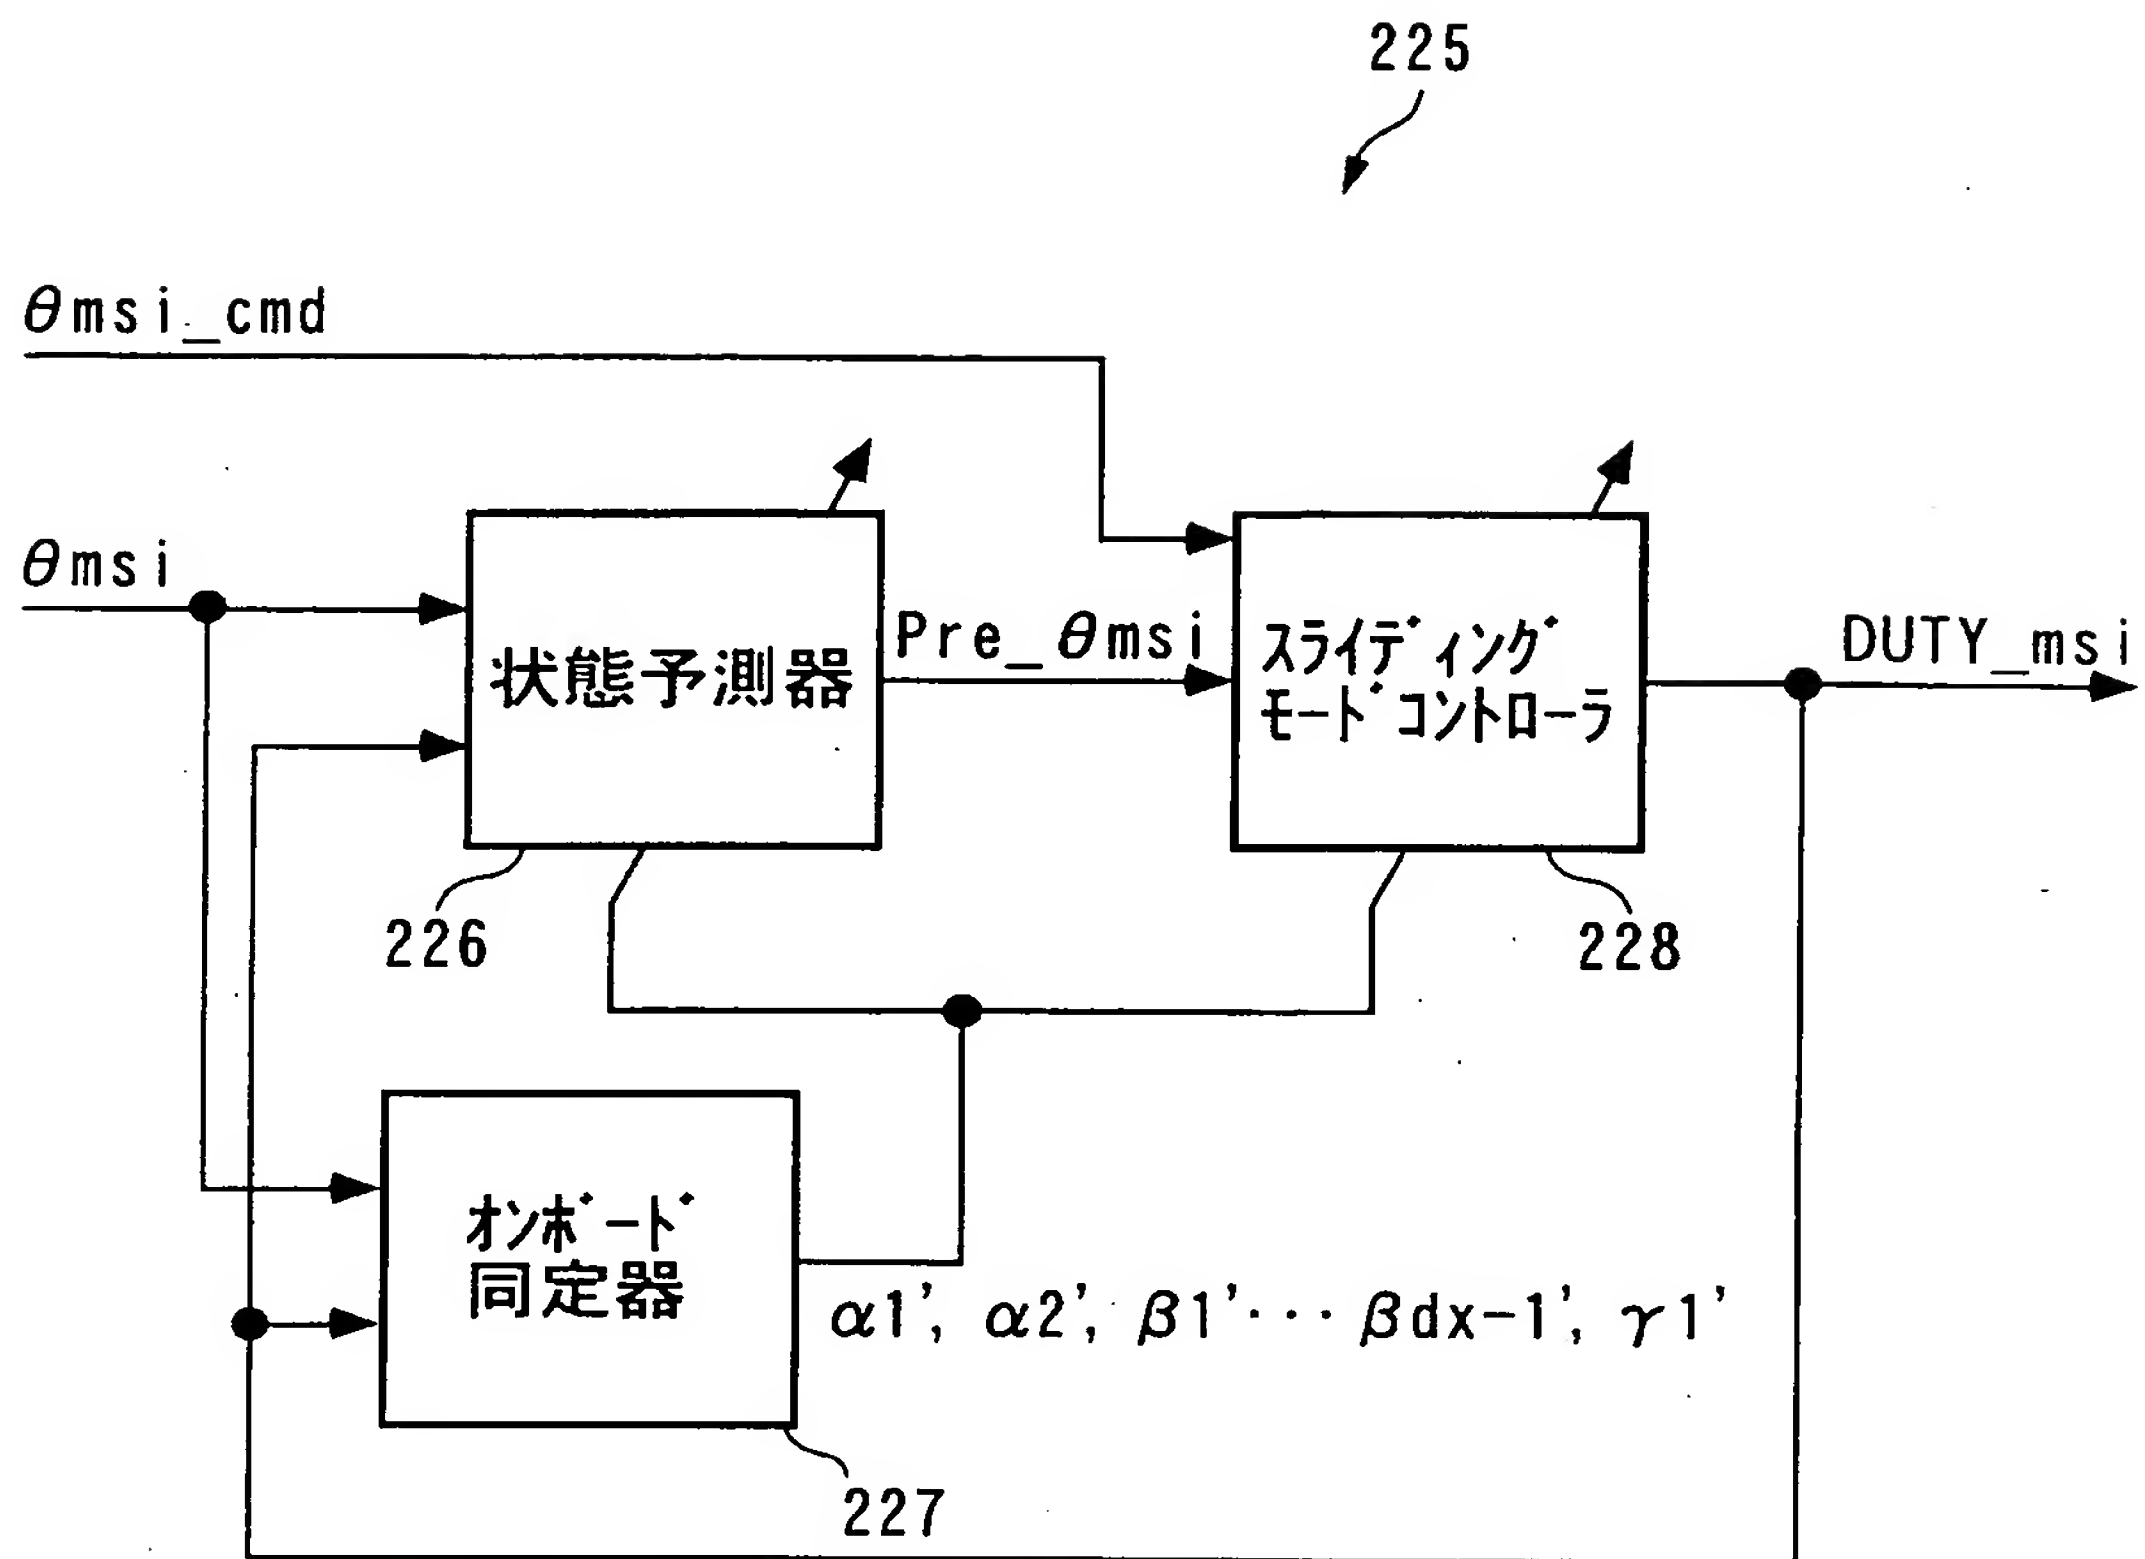 225
θmsi_cmd
θmsi
状態予測器
Pre_θmsi
ｽﾗｲﾃﾞｨﾝｸﾞ
ﾓｰﾄﾞｺﾝﾄﾛｰﾗ
DUTY_msi
226
228
ｵﾝﾎﾞｰﾄﾞ
同定器
α1', α2', β1'··· βdx-1', γ1'
227